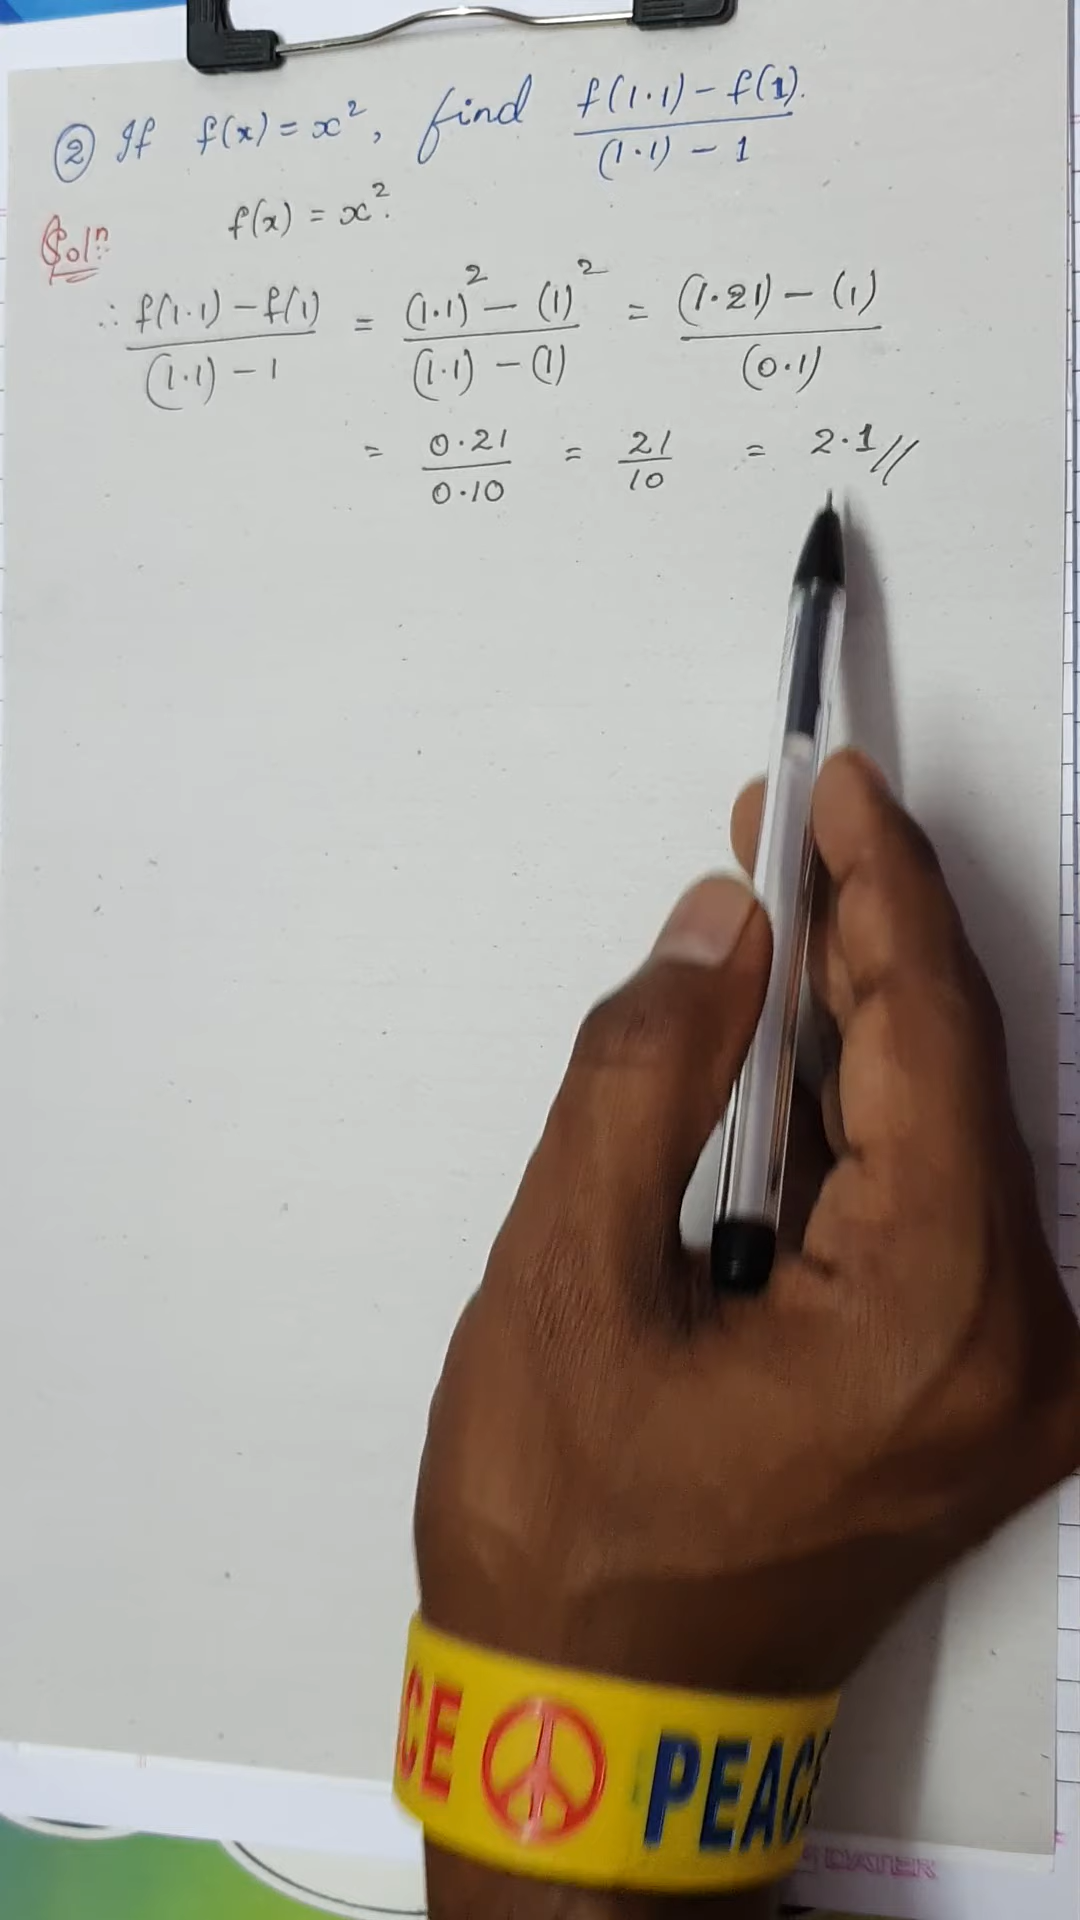 ② If f(x) = x², find f(1.1) - f(1). / (1.1) - 1
Solⁿ: f(x) = x².
∴ f(1.1) - f(1) / (1.1) - 1 = (1.1)² - (1)² / (1.1) - (1) = (1.21) - (1) / (0.1)
= 0.21 / 0.10 = 21 / 10 = 2.1 //
CE PEACE
DATER